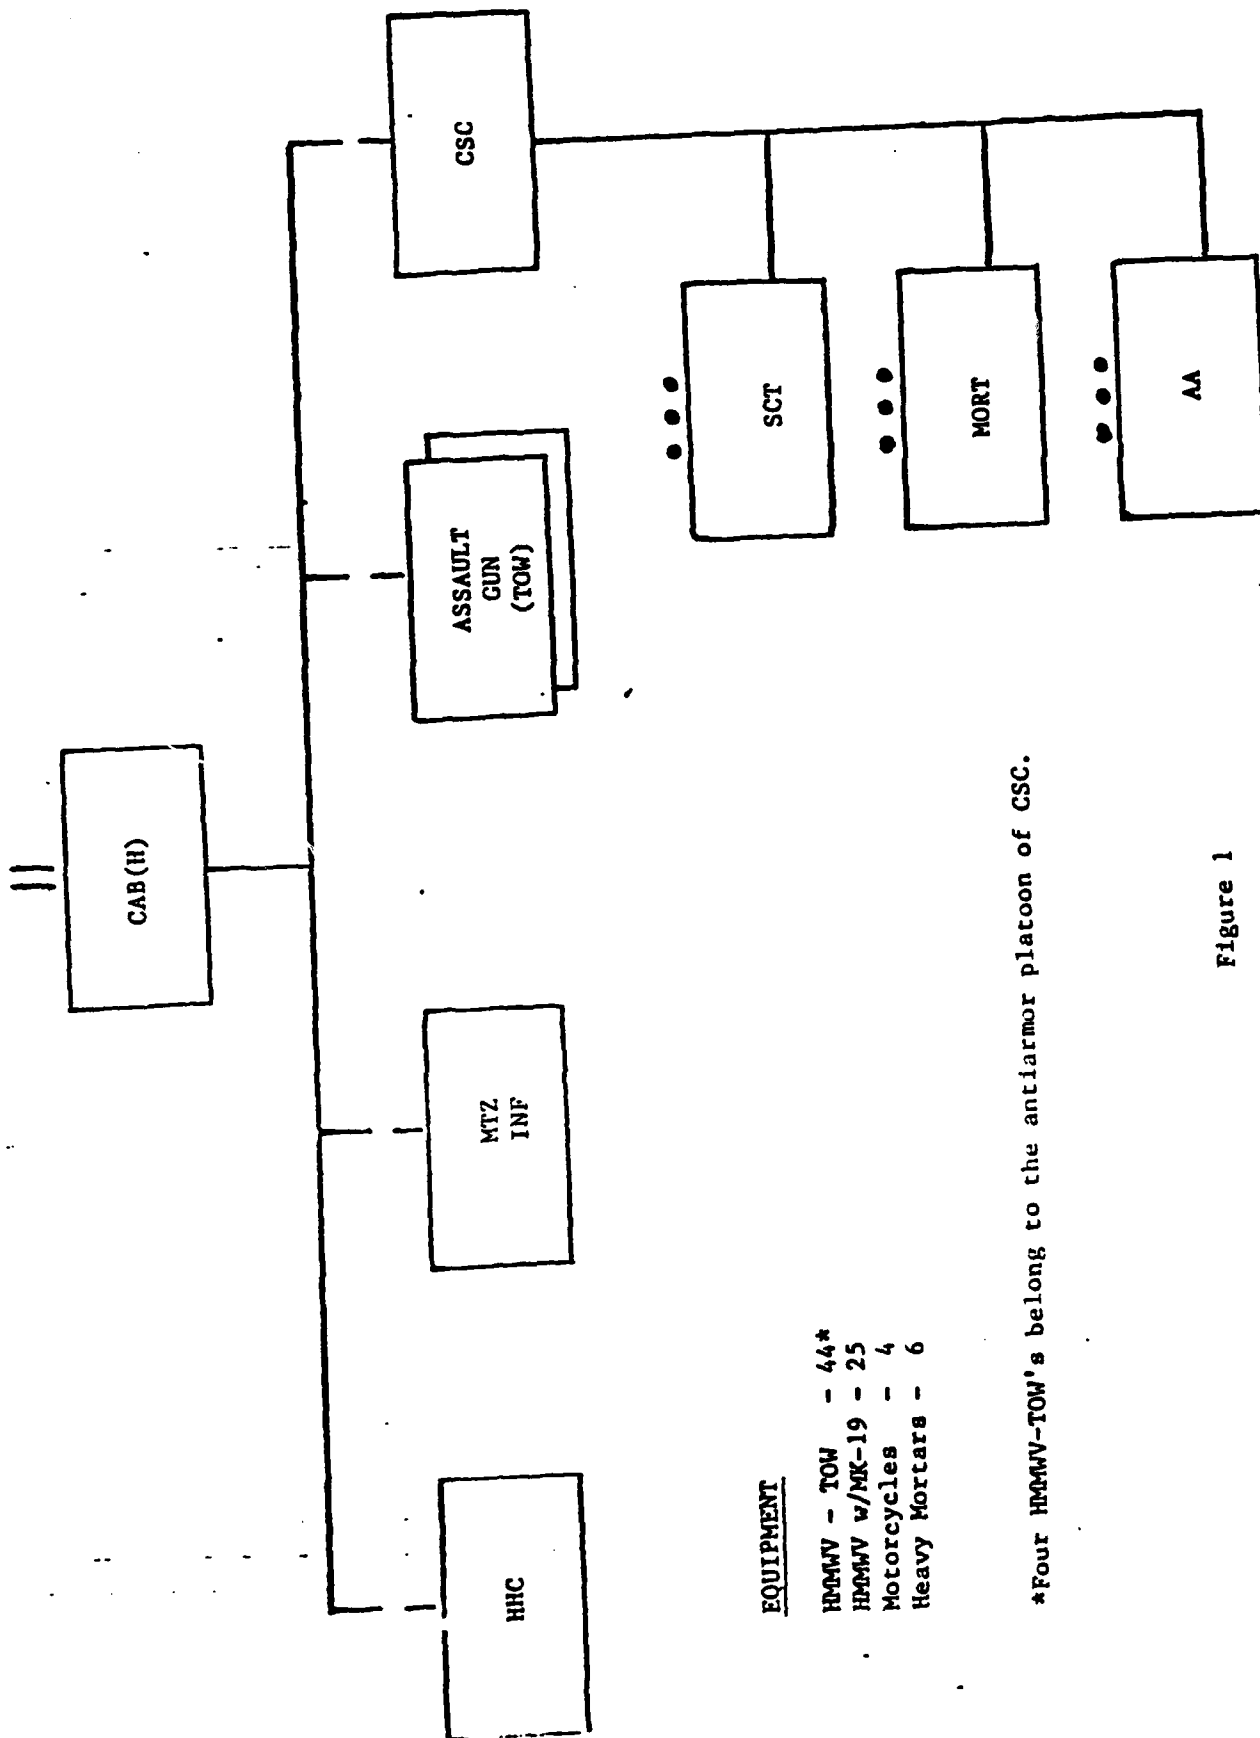 CAB(H)
HHC
MTZ
INF
ASSAULT
GUN
(TOW)
CSC
SCT
MORT
AA
EQUIPMENT
HMMWV - TOW - 44*
HMMWV w/MK-19 - 25
Motorcycles - 4
Heavy Mortars - 6
*Four HMMWV-TOW's belong to the antiarmor platoon of CSC.
Figure 1